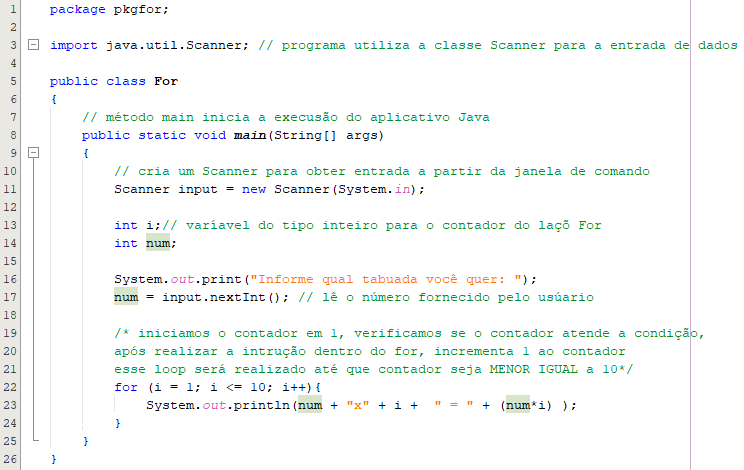 1 package pkgfor;
2
3 import java.util.Scanner; // programa utiliza a classe Scanner para a entrada de dados
4
5 public class For
6 {
7 // método main inicia a execusão do aplicativo Java
8 public static void main(String[] args)
9 {
10 // cria um Scanner para obter entrada a partir da janela de comando
11 Scanner input = new Scanner(System.in);
12
13 int i;// varíavel do tipo inteiro para o contador do laçõ For
14 int num;
15
16 System.out.print("Informe qual tabuada você quer: ");
17 num = input.nextInt(); // lê o número fornecido pelo usúario
18
19 /* iniciamos o contador em 1, verificamos se o contador atende a condição,
20 após realizar a intrução dentro do for, incrementa 1 ao contador
21 esse loop será realizado até que contador seja MENOR IGUAL a 10*/
22 for (i = 1; i <= 10; i++){
23 System.out.println(num + "x" + i +  " = " + (num*i) );
24 }
25 }
26 }